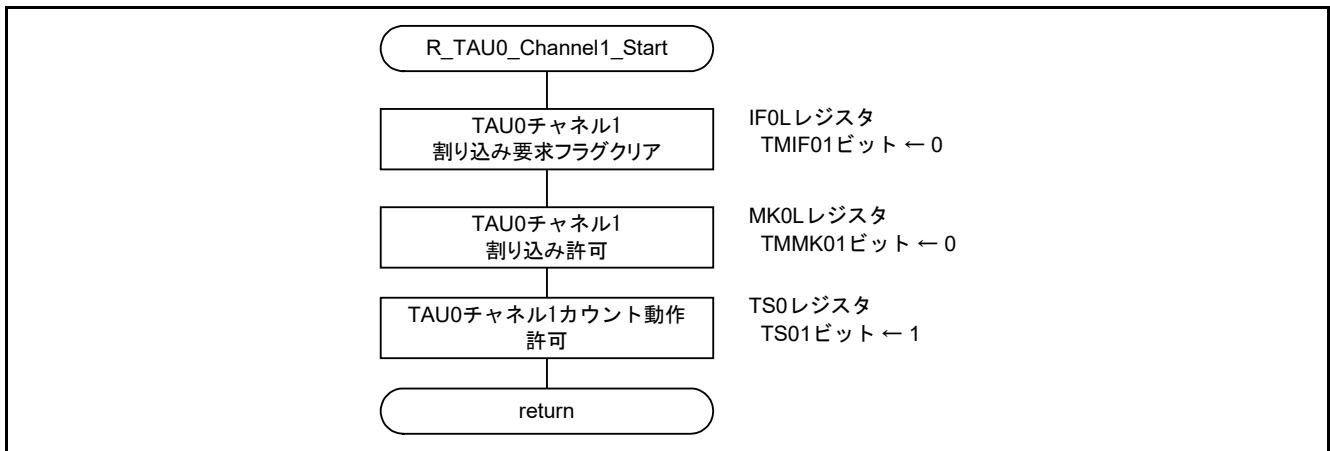 R_TAU0_Channel1_Start
TAU0チャネル1
割り込み要求フラグクリア
IF0Lレジスタ
TMIF01ビット ← 0
TAU0チャネル1
割り込み許可
MK0Lレジスタ
TMMK01ビット ← 0
TAU0チャネル1カウント動作
許可
TS0レジスタ
TS01ビット ← 1
return